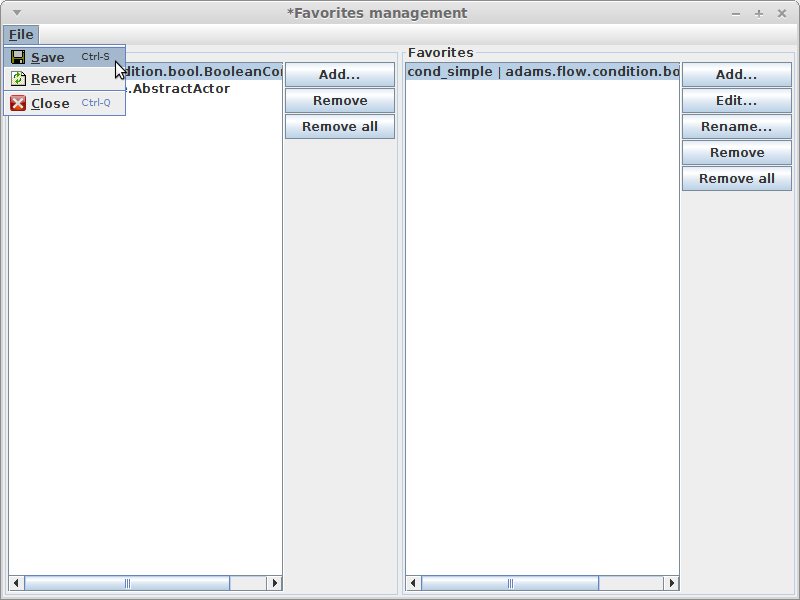 *Favorites management
File
Save Ctrl-S
Revert
Close Ctrl-Q
dition.bool.BooleanCo
.AbstractActor
Add...
Remove
Remove all
Favorites
cond_simple | adams.flow.condition.bo
Add...
Edit...
Rename...
Remove
Remove all